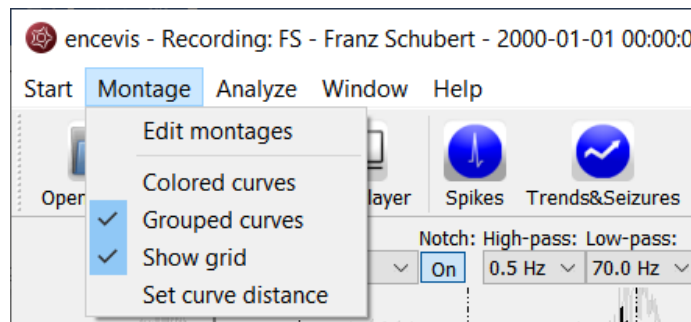 encevis - Recording: FS - Franz Schubert - 2000-01-01 00:00:0
Start Montage Analyze Window Help
Edit montages
Colored curves
Grouped curves
Show grid
Set curve distance
Oper
layer
Spikes
Trends&Seizures
Notch: High-pass: Low-pass:
On 0.5 Hz 70.0 Hz